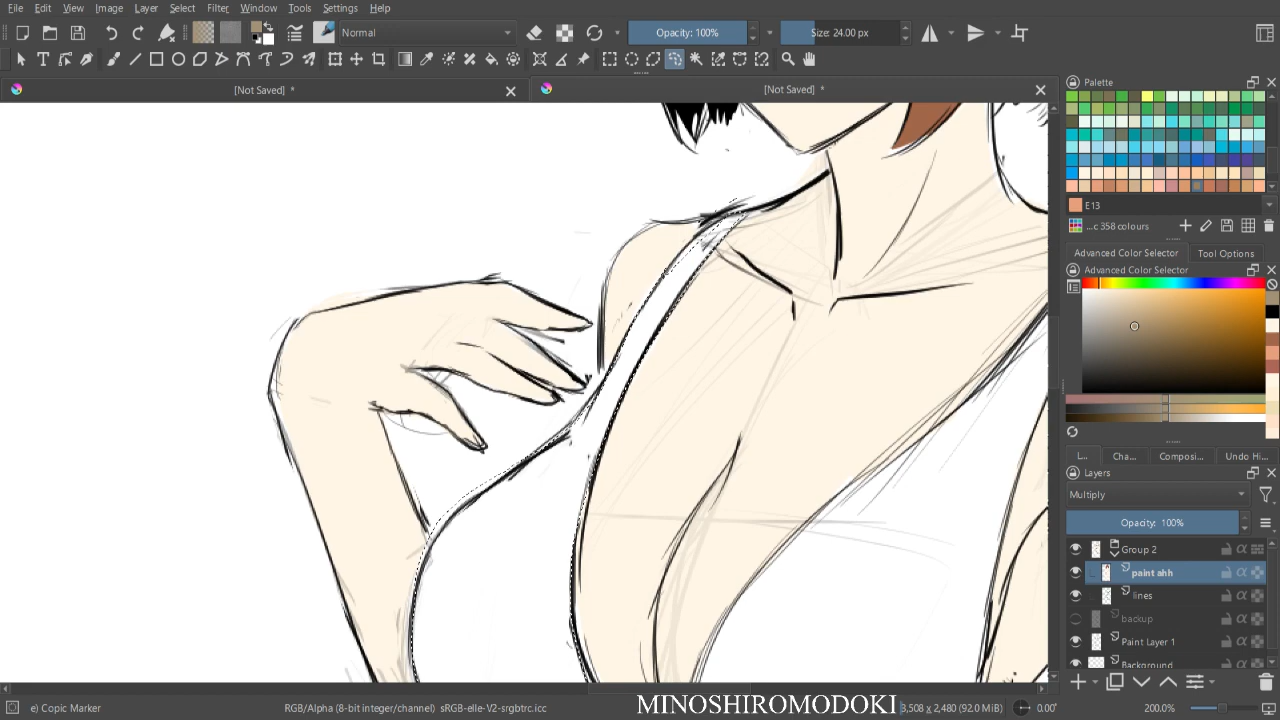 File Edit View Image Layer Select Filter Window Tools Settings Help
Normal Opacity: 100% Size: 24.00 px
[Not Saved] * [Not Saved] *
Palette
E13
...c 358 colours
Advanced Color Selector Tool Options
Advanced Color Selector
L... Cha... Composi... Undo Hi...
Layers
Multiply
Opacity: 100%
Group 2
paint ahh
lines
backup
Paint Layer 1
Background
e) Copic Marker RGB/Alpha (8-bit integer/channel) sRGB-elle-V2-srgbtrc.icc MINOSHIROMODOKI 3,508 x 2,480 (92.0 MiB) 0.00° 200.0%